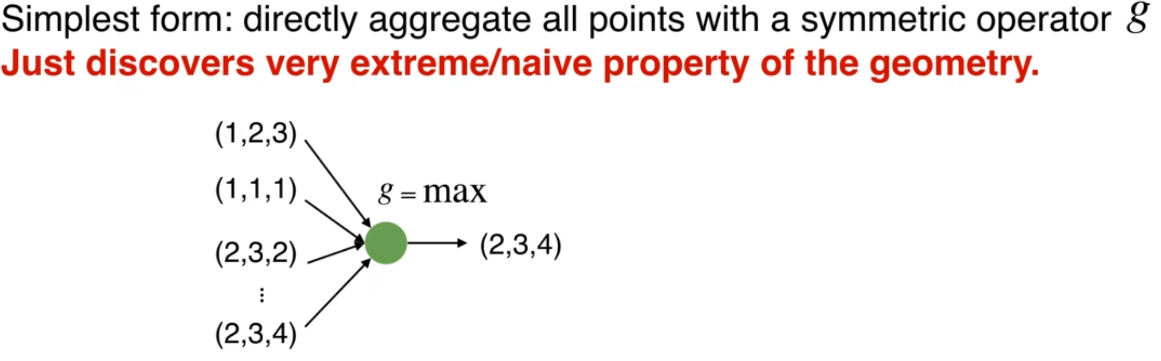 Simplest form: directly aggregate all points with a symmetric operator g
Just discovers very extreme/naive property of the geometry.
(1,2,3)
(1,1,1)
g = max
(2,3,2)
(2,3,4)
⋮
(2,3,4)